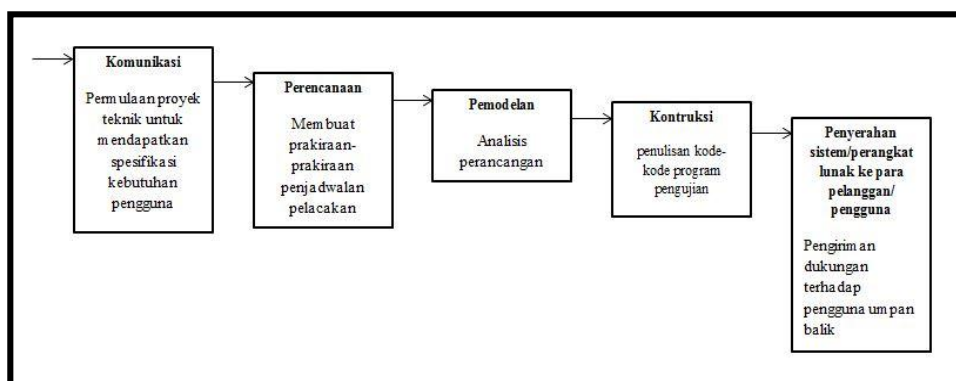 Komunikasi
Permulaan proyek
teknik untuk
mendapatkan
spesifikasi
kebutuhan
pengguna
Perencanaan
Membuat
prakiraan-
prakiraan
penjadwalan
pelacakan
Pemodelan
Analisis
perancangan
Kontruksi
penulisan kode-
kode program
pengujian
Penyerahan
sistem/perangkat
lunak ke para
pelanggan/
pengguna
Pengiriman
dukungan
terhadap
pengguna umpan
balik